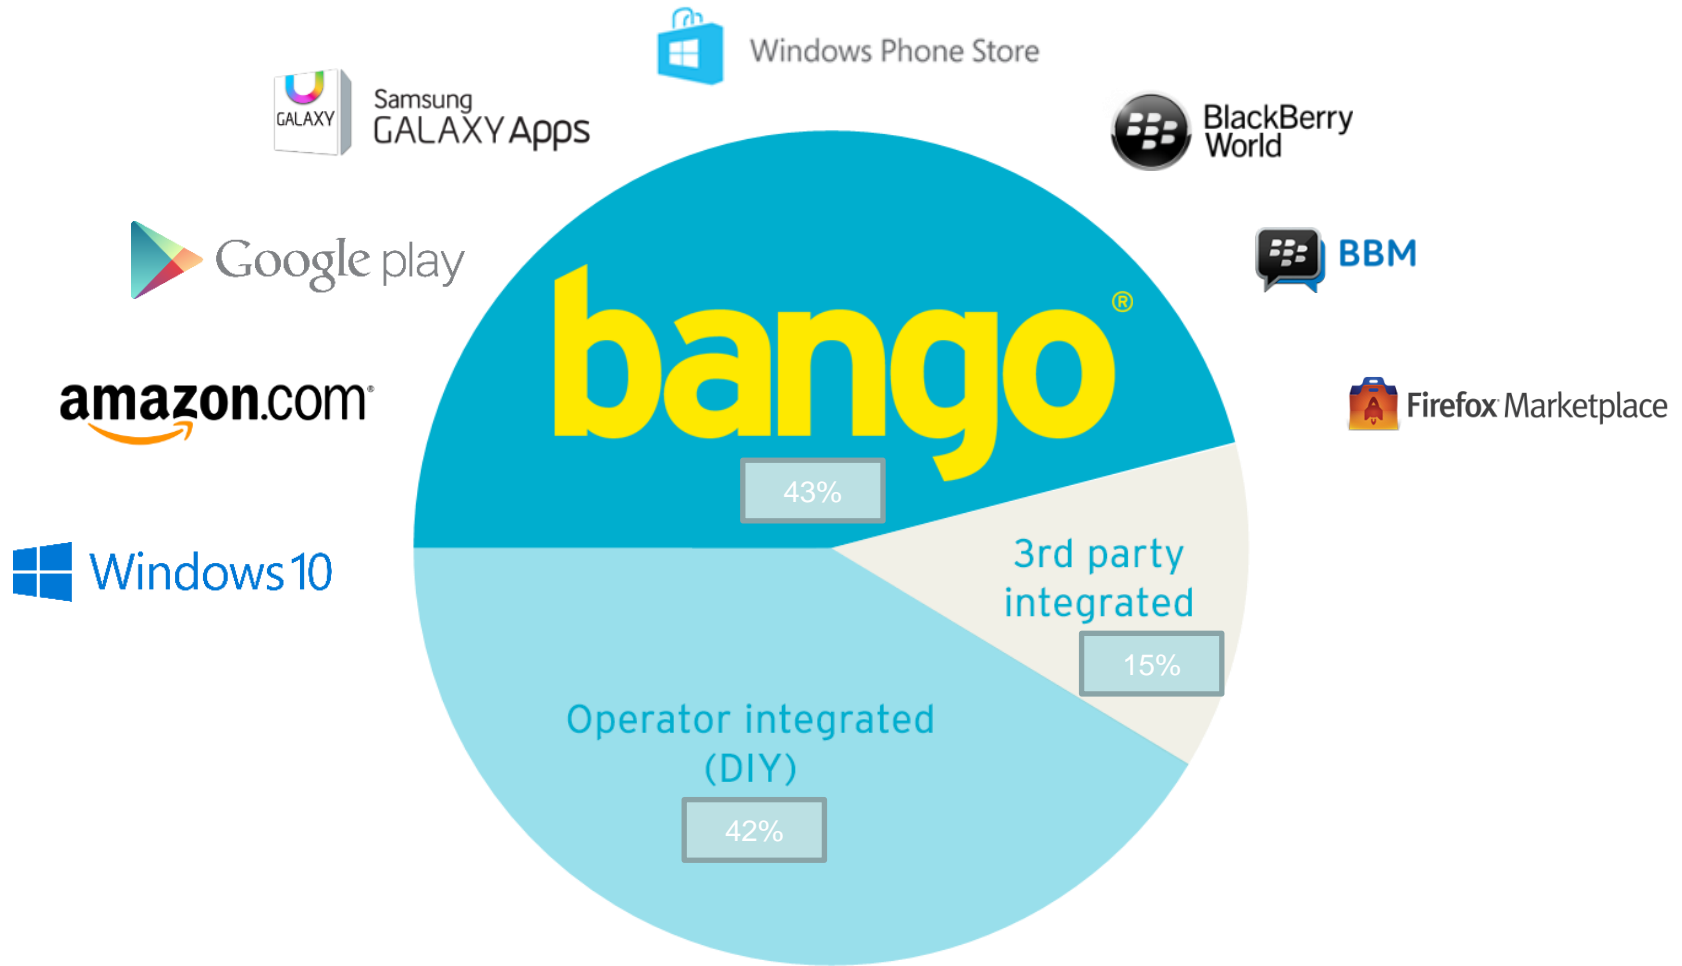 Windows Phone Store
GALAXY
Samsung
GALAXY Apps
BlackBerry
World
Google play
BBM
bango®
amazon.com®
Firefox Marketplace
43%
Windows 10
3rd party
integrated
15%
Operator integrated
(DIY)
42%